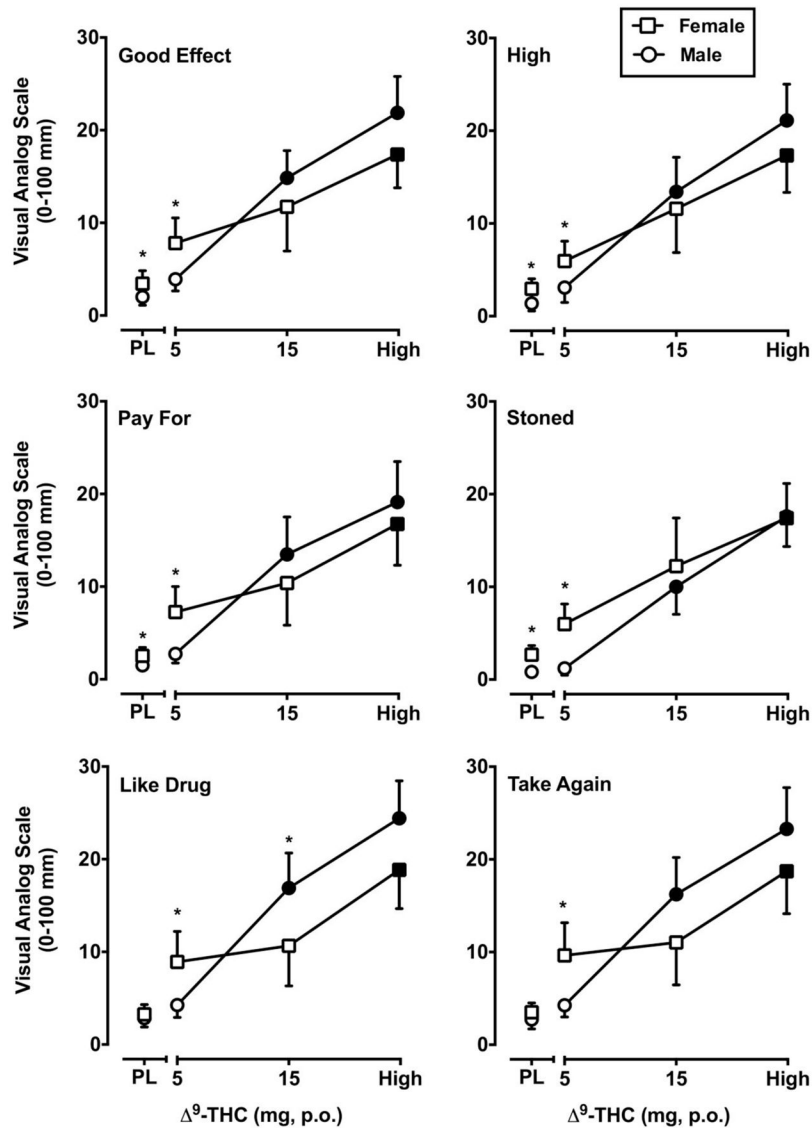 Female
Male
Good Effect
High
Visual Analog Scale
(0-100 mm)
30
20
10
0
*
*
PL
5
15
High
30
20
10
0
*
*
PL
5
15
High
Pay For
Stoned
Visual Analog Scale
(0-100 mm)
30
20
10
0
*
*
PL
5
15
High
30
20
10
0
*
*
PL
5
15
High
Like Drug
Take Again
Visual Analog Scale
(0-100 mm)
30
20
10
0
*
*
PL
5
15
High
30
20
10
0
*
PL
5
15
High
Δ⁹-THC (mg, p.o.)
Δ⁹-THC (mg, p.o.)